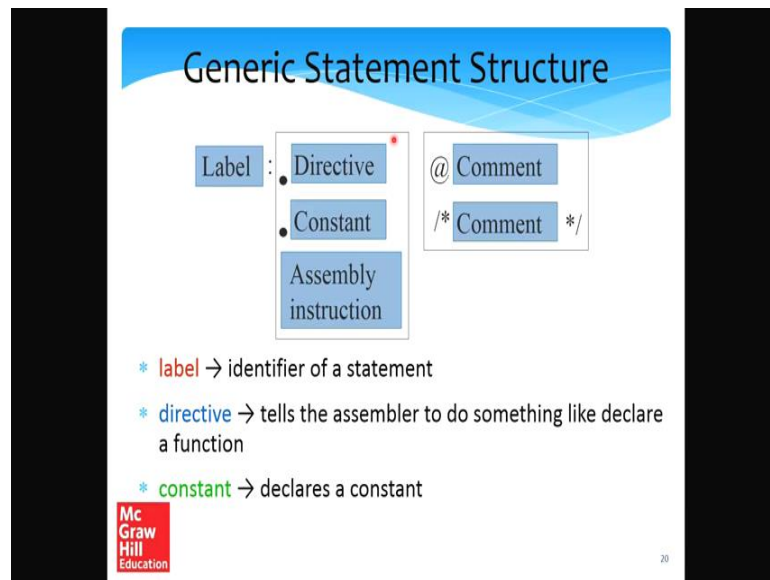 Generic Statement Structure
Label : • Directive @ Comment
• Constant /* Comment */
Assembly
instruction
* label → identifier of a statement
* directive → tells the assembler to do something like declare
a function
* constant → declares a constant
Mc
Graw
Hill
Education
20